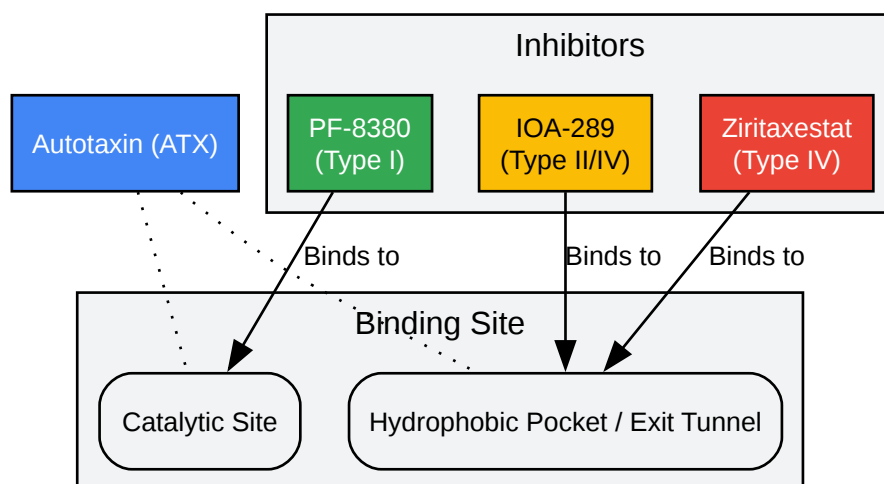 Inhibitors
Autotaxin (ATX)
PF-8380
(Type I)
IOA-289
(Type II/IV)
Ziritaxestat
(Type IV)
Binds to
Binds to
Binds to
Binding Site
Catalytic Site
Hydrophobic Pocket / Exit Tunnel